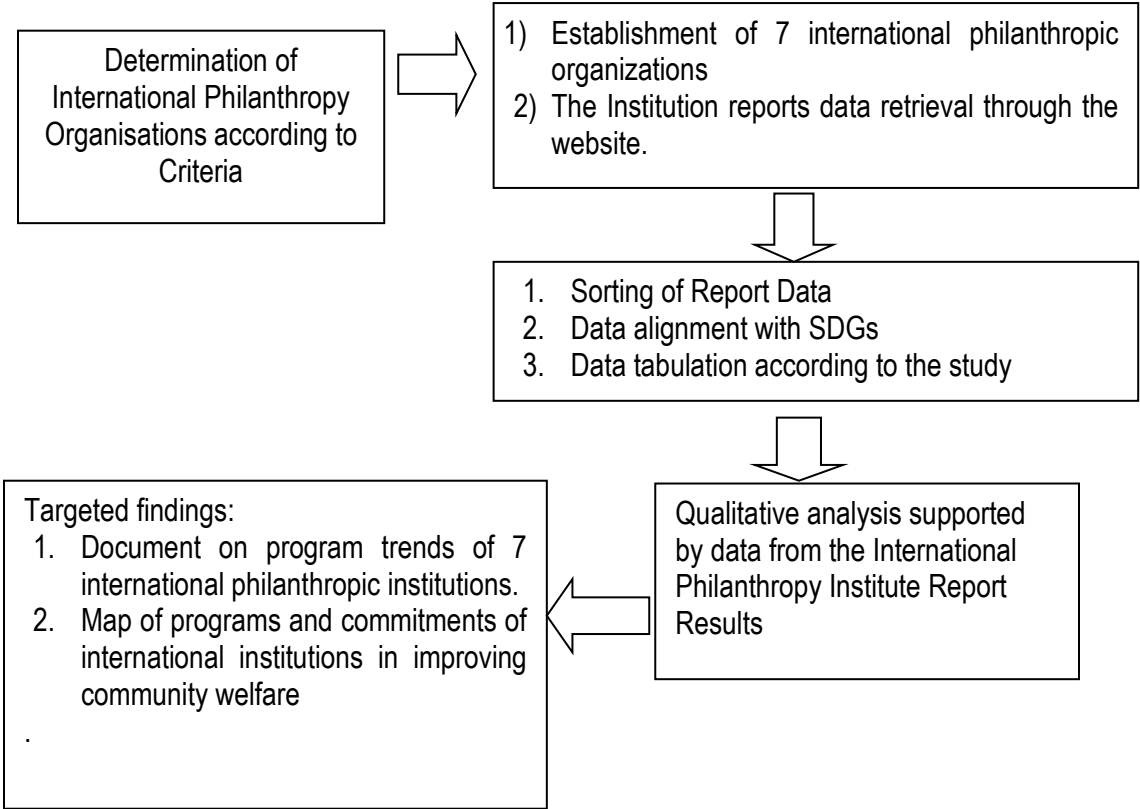 Determination of
International Philanthropy
Organisations according to
Criteria
1) Establishment of 7 international philanthropic
organizations
2) The Institution reports data retrieval through the
website.
1. Sorting of Report Data
2. Data alignment with SDGs
3. Data tabulation according to the study
Qualitative analysis supported
by data from the International
Philanthropy Institute Report
Results
Targeted findings:
1. Document on program trends of 7
international philanthropic institutions.
2. Map of programs and commitments of
international institutions in improving
community welfare
.